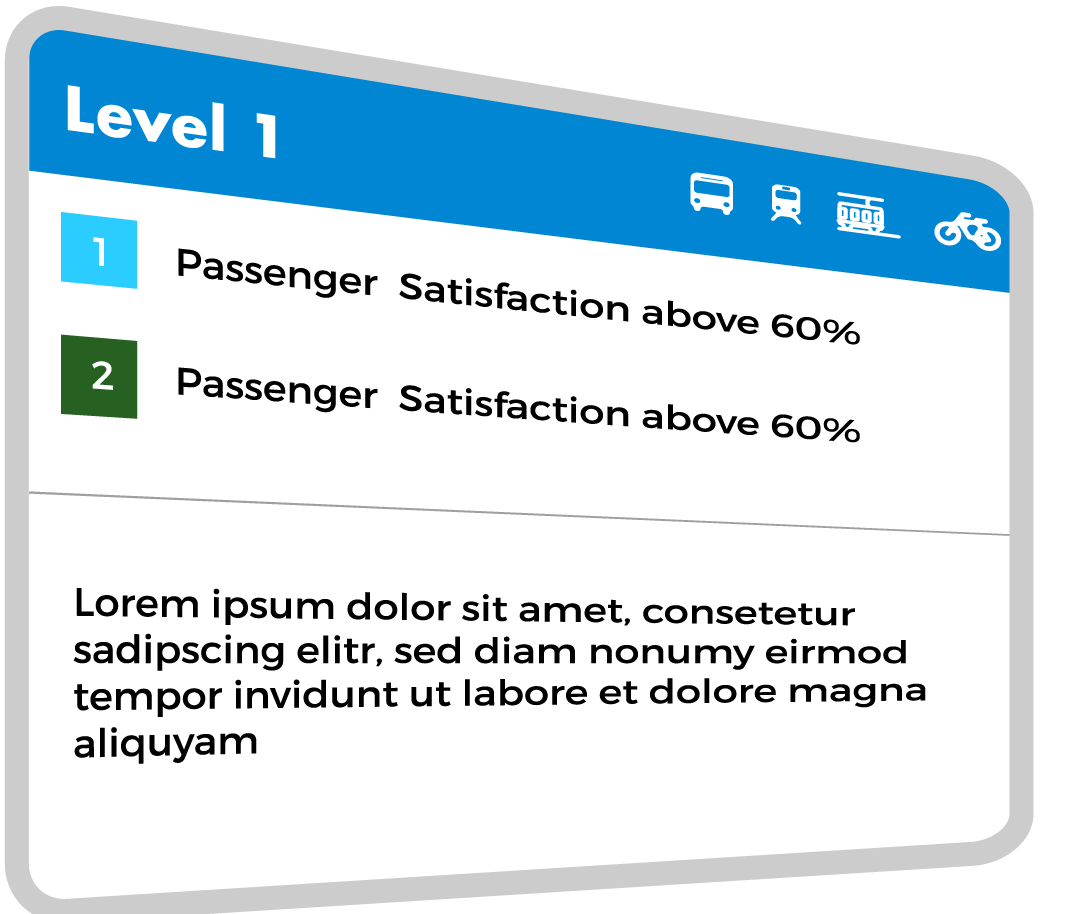 Level 1
1 Passenger Satisfaction above 60%
2 Passenger Satisfaction above 60%
Lorem ipsum dolor sit amet, consetetur
sadipscing elitr, sed diam nonumy eirmod
tempor invidunt ut labore et dolore magna
aliquyam